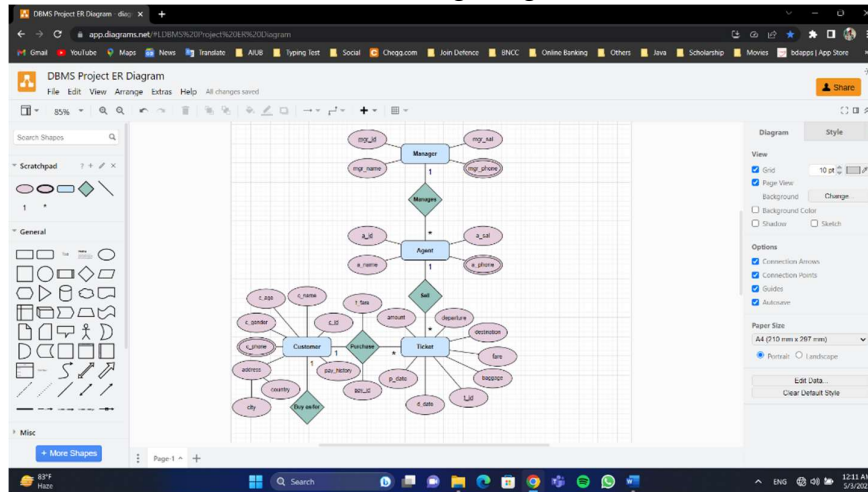 DBMS Project ER Diagram - diag
app.diagrams.net/#LDBMS%20Project%20ER%20Diagram
Gmail YouTube Maps News Translate AIUB Typing Test Social Chegg.com Join Defence BNCC Online Banking Others Java Scholarship Movies bdapps | App Store
DBMS Project ER Diagram
File Edit View Arrange Extras Help All changes saved
Share
85%
Search Shapes
Diagram Style
Scratchpad
1 *
General
Misc
+ More Shapes
View
Grid 10 pt
Page View
Background Change
Background Color
Shadow Sketch
Options
Connection Arrows
Connection Points
Guides
Autosave
Paper Size
A4 (210 mm x 297 mm)
Portrait Landscape
Edit Data...
Clear Default Style
mgr_id mgr_sal
Manager
mgr_name mgr_phone
1
Manages
*
a_id a_sal
Agent
a_name a_phone
1
Sell
c_age c_name t_fare
amount departure
c_gender c_id
* destination
c_phone Customer Purchase Ticket
1 * fare
address pay_history p_date baggage
1
country
city Buy as/for d_date t_id
Page-1
83°F
Haze
Search
ENG
12:11 AM